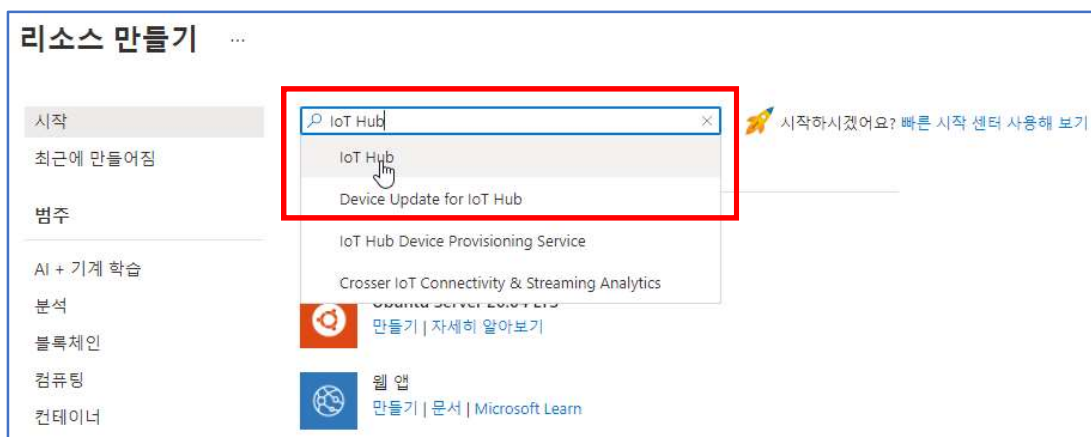 리소스 만들기 ...
시작
최근에 만들어짐
범주
AI + 기계 학습
분석
블록체인
컴퓨팅
컨테이너
IoT Hub
IoT Hub
Device Update for IoT Hub
IoT Hub Device Provisioning Service
Crosser IoT Connectivity & Streaming Analytics
시작하시겠어요? 빠른 시작 센터 사용해 보기
만들기 | 자세히 알아보기
웹 앱
만들기 | 문서 | Microsoft Learn